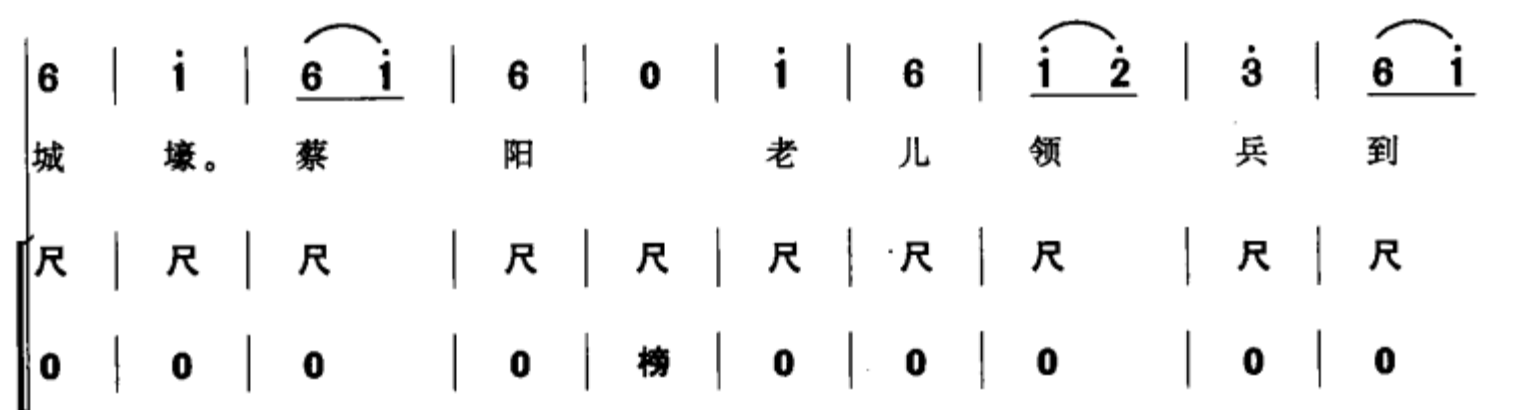 6 | i̇ | 6 i̇ | 6 | 0 | i̇ | 6 | i̇ 2̇ | 3̇ | 6 i̇
城 壕。 蔡 阳 老 儿 领 兵 到
尺 | 尺 | 尺 | 尺 | 尺 | 尺 | 尺 | 尺 | 尺 | 尺
0 | 0 | 0 | 0 | 榜 | 0 | 0 | 0 | 0 | 0